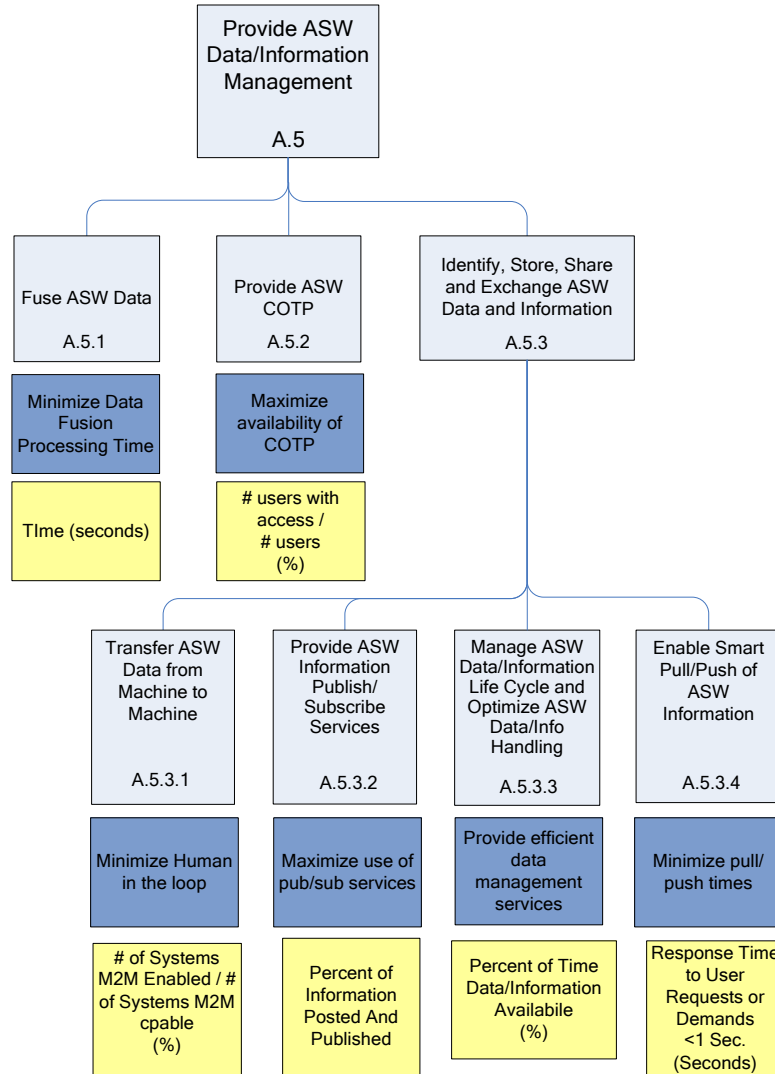 Provide ASW
Data/Information
Management
A.5
Fuse ASW Data
A.5.1
Provide ASW
COTP
A.5.2
Identify, Store, Share
and Exchange ASW
Data and Information
A.5.3
Minimize Data
Fusion
Processing Time
Maximize
availability of
COTP
TIme (seconds)
# users with
access /
# users
(%)
Transfer ASW
Data from
Machine to
Machine
A.5.3.1
Provide ASW
Information
Publish/
Subscribe
Services
A.5.3.2
Manage ASW
Data/Information
Life Cycle and
Optimize ASW
Data/Info
Handling
A.5.3.3
Enable Smart
Pull/Push of
ASW
Information
A.5.3.4
Minimize Human
in the loop
Maximize use of
pub/sub services
Provide efficient
data
management
services
Minimize pull/
push times
# of Systems
M2M Enabled / #
of Systems M2M
cpable
(%)
Percent of
Information
Posted And
Published
Percent of Time
Data/Information
Availabile
(%)
Response Time
to User
Requests or
Demands
<1 Sec.
(Seconds)